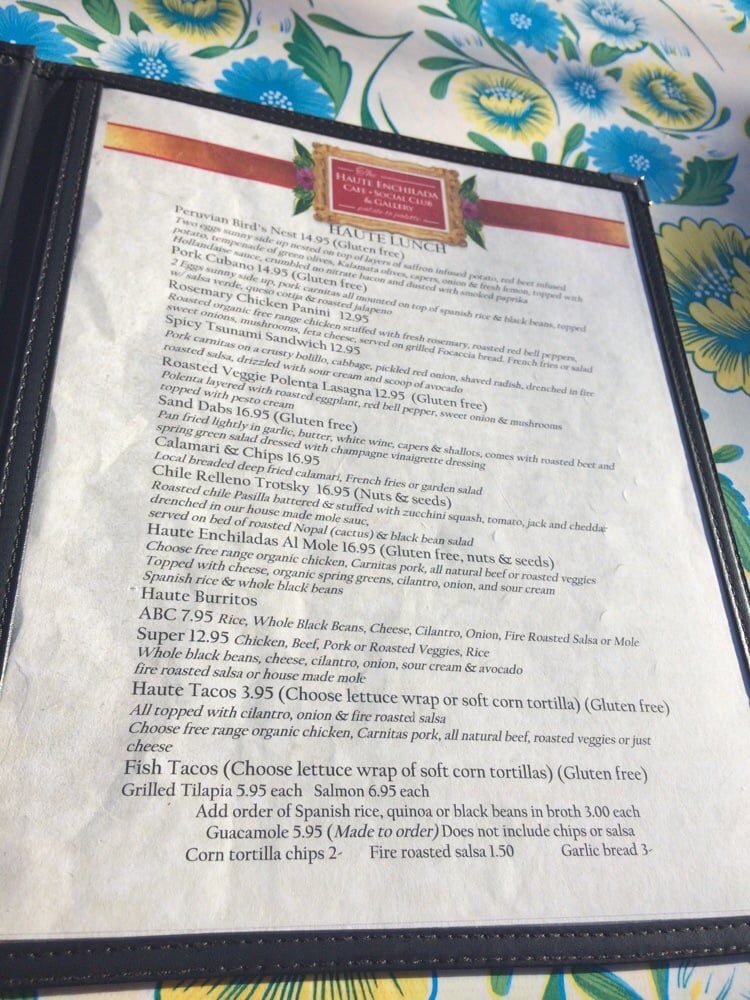 The
HAUTE ENCHILADA
CAFE • SOCIAL CLUB
& GALLERY
palate to palette
HAUTE LUNCH
Peruvian Bird's Nest 14.95 (Gluten free)
Two eggs sunny side up nested on top of layers of saffron infused potato, red beet infused
potato, tempenade of green olives, Kalamata olives, capers, onion & fresh lemon, topped with
Hollandaise sauce, crumbled no nitrate bacon and dusted with smoked paprika
Pork Cubano 14.95 (Gluten free)
2 Eggs sunny side up, pork carnitas all mounted on top of spanish rice & black beans, topped
w/ salsa verde, queso cotija & roasted jalapeno
Rosemary Chicken Panini 12.95
Roasted organic free range chicken stuffed with fresh rosemary, roasted red bell peppers,
sweet onions, mushrooms, feta cheese, served on grilled Focaccia bread. French fries or salad
Spicy Tsunami Sandwich 12.95
Pork carnitas on a crusty bolillo, cabbage, pickled red onion, shaved radish, drenched in fire
roasted salsa, drizzled with sour cream and scoop of avocado
Roasted Veggie Polenta Lasagna 12.95 (Gluten free)
Polenta layered with roasted eggplant, red bell pepper, sweet onion & mushrooms
topped with pesto cream
Sand Dabs 16.95 (Gluten free)
Pan fried lightly in garlic, butter, white wine, capers & shallots, comes with roasted beet and
spring green salad dressed with champagne vinaigrette dressing
Calamari & Chips 16.95
Local breaded deep fried calamari, French fries or garden salad
Chile Relleno Trotsky 16.95 (Nuts & seeds)
Roasted chile Pasilla battered & stuffed with zucchini squash, tomato, jack and cheddar
drenched in our house made mole sauc,
served on bed of roasted Nopal (cactus) & black bean salad
Haute Enchiladas Al Mole 16.95 (Gluten free, nuts & seeds)
Choose free range organic chicken, Carnitas pork, all natural beef or roasted veggies
Topped with cheese, organic spring greens, cilantro, onion, and sour cream
Spanish rice & whole black beans
Haute Burritos
ABC 7.95 Rice, Whole Black Beans, Cheese, Cilantro, Onion, Fire Roasted Salsa or Mole
Super 12.95 Chicken, Beef, Pork or Roasted Veggies, Rice
Whole black beans, cheese, cilantro, onion, sour cream & avocado
fire roasted salsa or house made mole
Haute Tacos 3.95 (Choose lettuce wrap or soft corn tortilla) (Gluten free)
All topped with cilantro, onion & fire roasted salsa
Choose free range organic chicken, Carnitas pork, all natural beef, roasted veggies or just
cheese
Fish Tacos (Choose lettuce wrap of soft corn tortillas) (Gluten free)
Grilled Tilapia 5.95 each Salmon 6.95 each
Add order of Spanish rice, quinoa or black beans in broth 3.00 each
Guacamole 5.95 (Made to order) Does not include chips or salsa
Corn tortilla chips 2- Fire roasted salsa 1.50 Garlic bread 3-